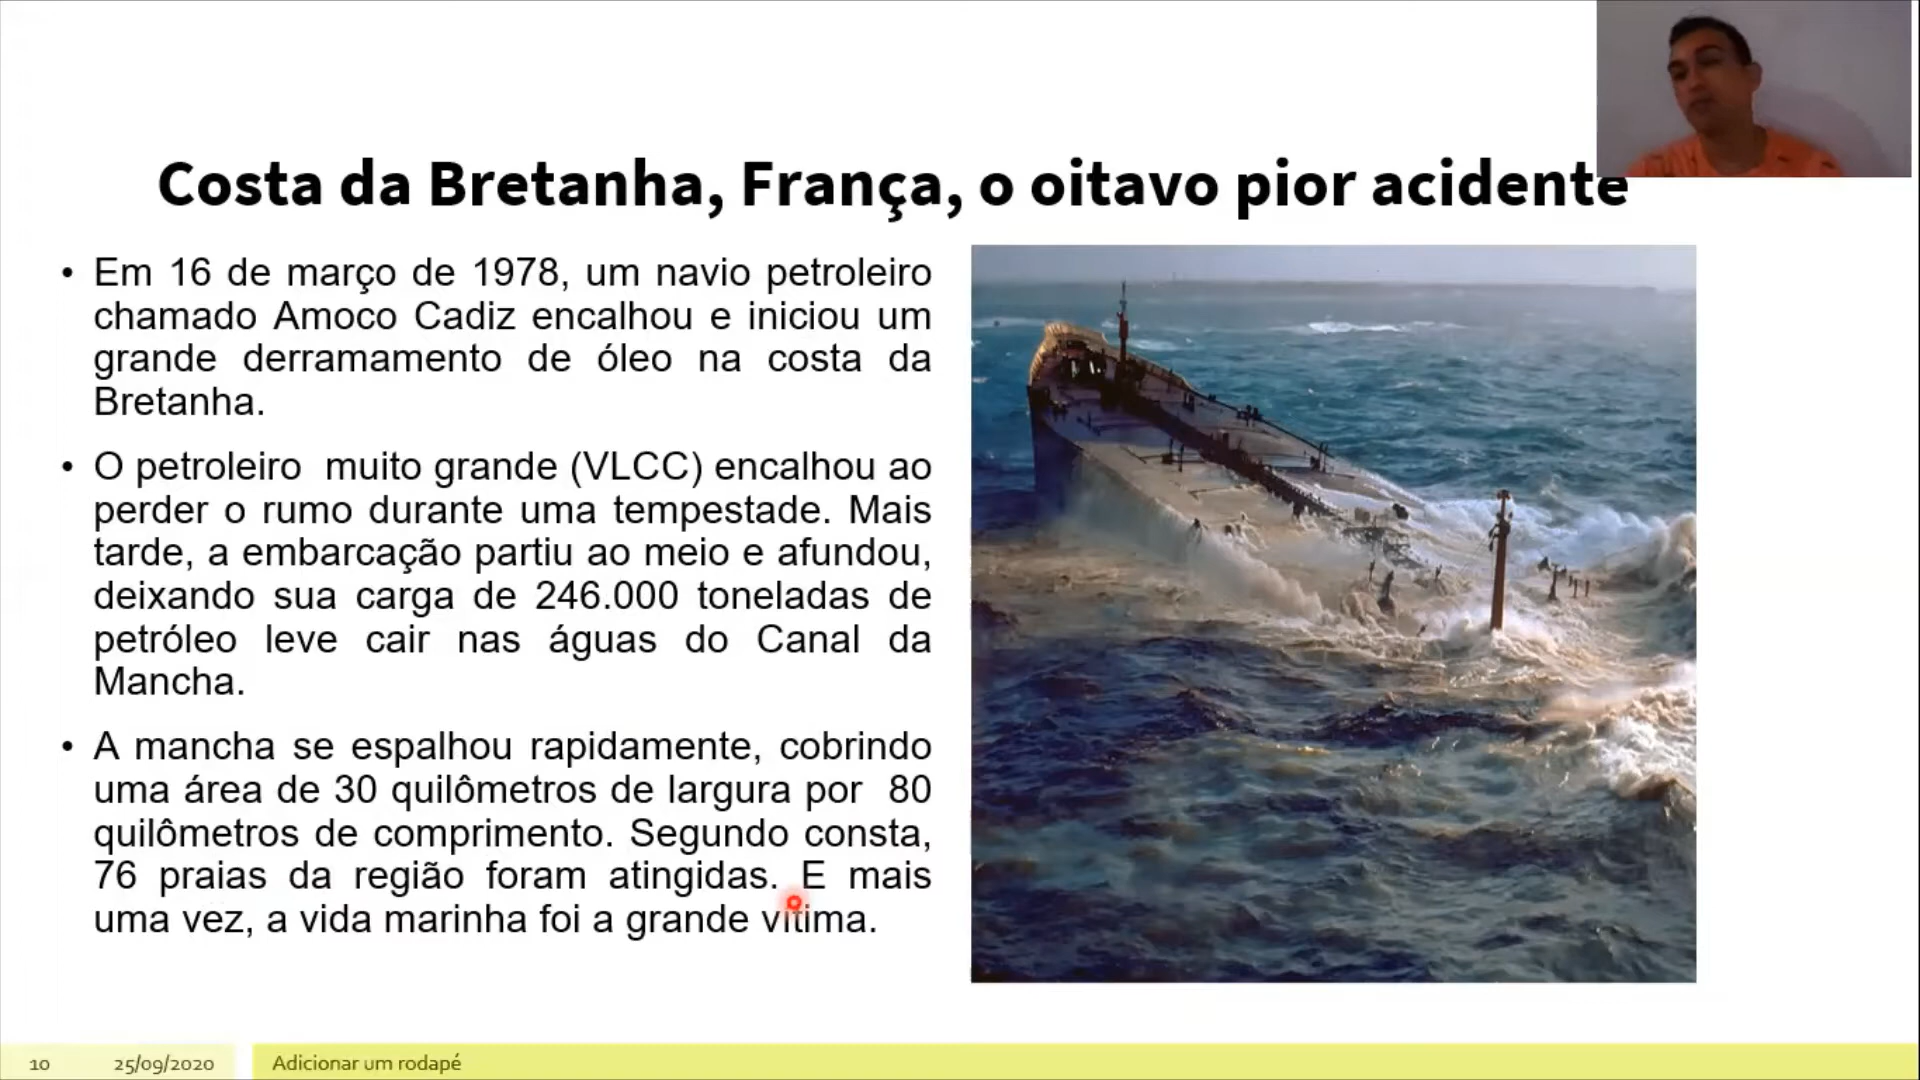 Costa da Bretanha, França, o oitavo pior acidente
• Em 16 de março de 1978, um navio petroleiro
chamado Amoco Cadiz encalhou e iniciou um
grande derramamento de óleo na costa da
Bretanha.
• O petroleiro muito grande (VLCC) encalhou ao
perder o rumo durante uma tempestade. Mais
tarde, a embarcação partiu ao meio e afundou,
deixando sua carga de 246.000 toneladas de
petróleo leve cair nas águas do Canal da
Mancha.
• A mancha se espalhou rapidamente, cobrindo
uma área de 30 quilômetros de largura por 80
quilômetros de comprimento. Segundo consta,
76 praias da região foram atingidas. E mais
uma vez, a vida marinha foi a grande vítima.
10 25/09/2020 Adicionar um rodapé